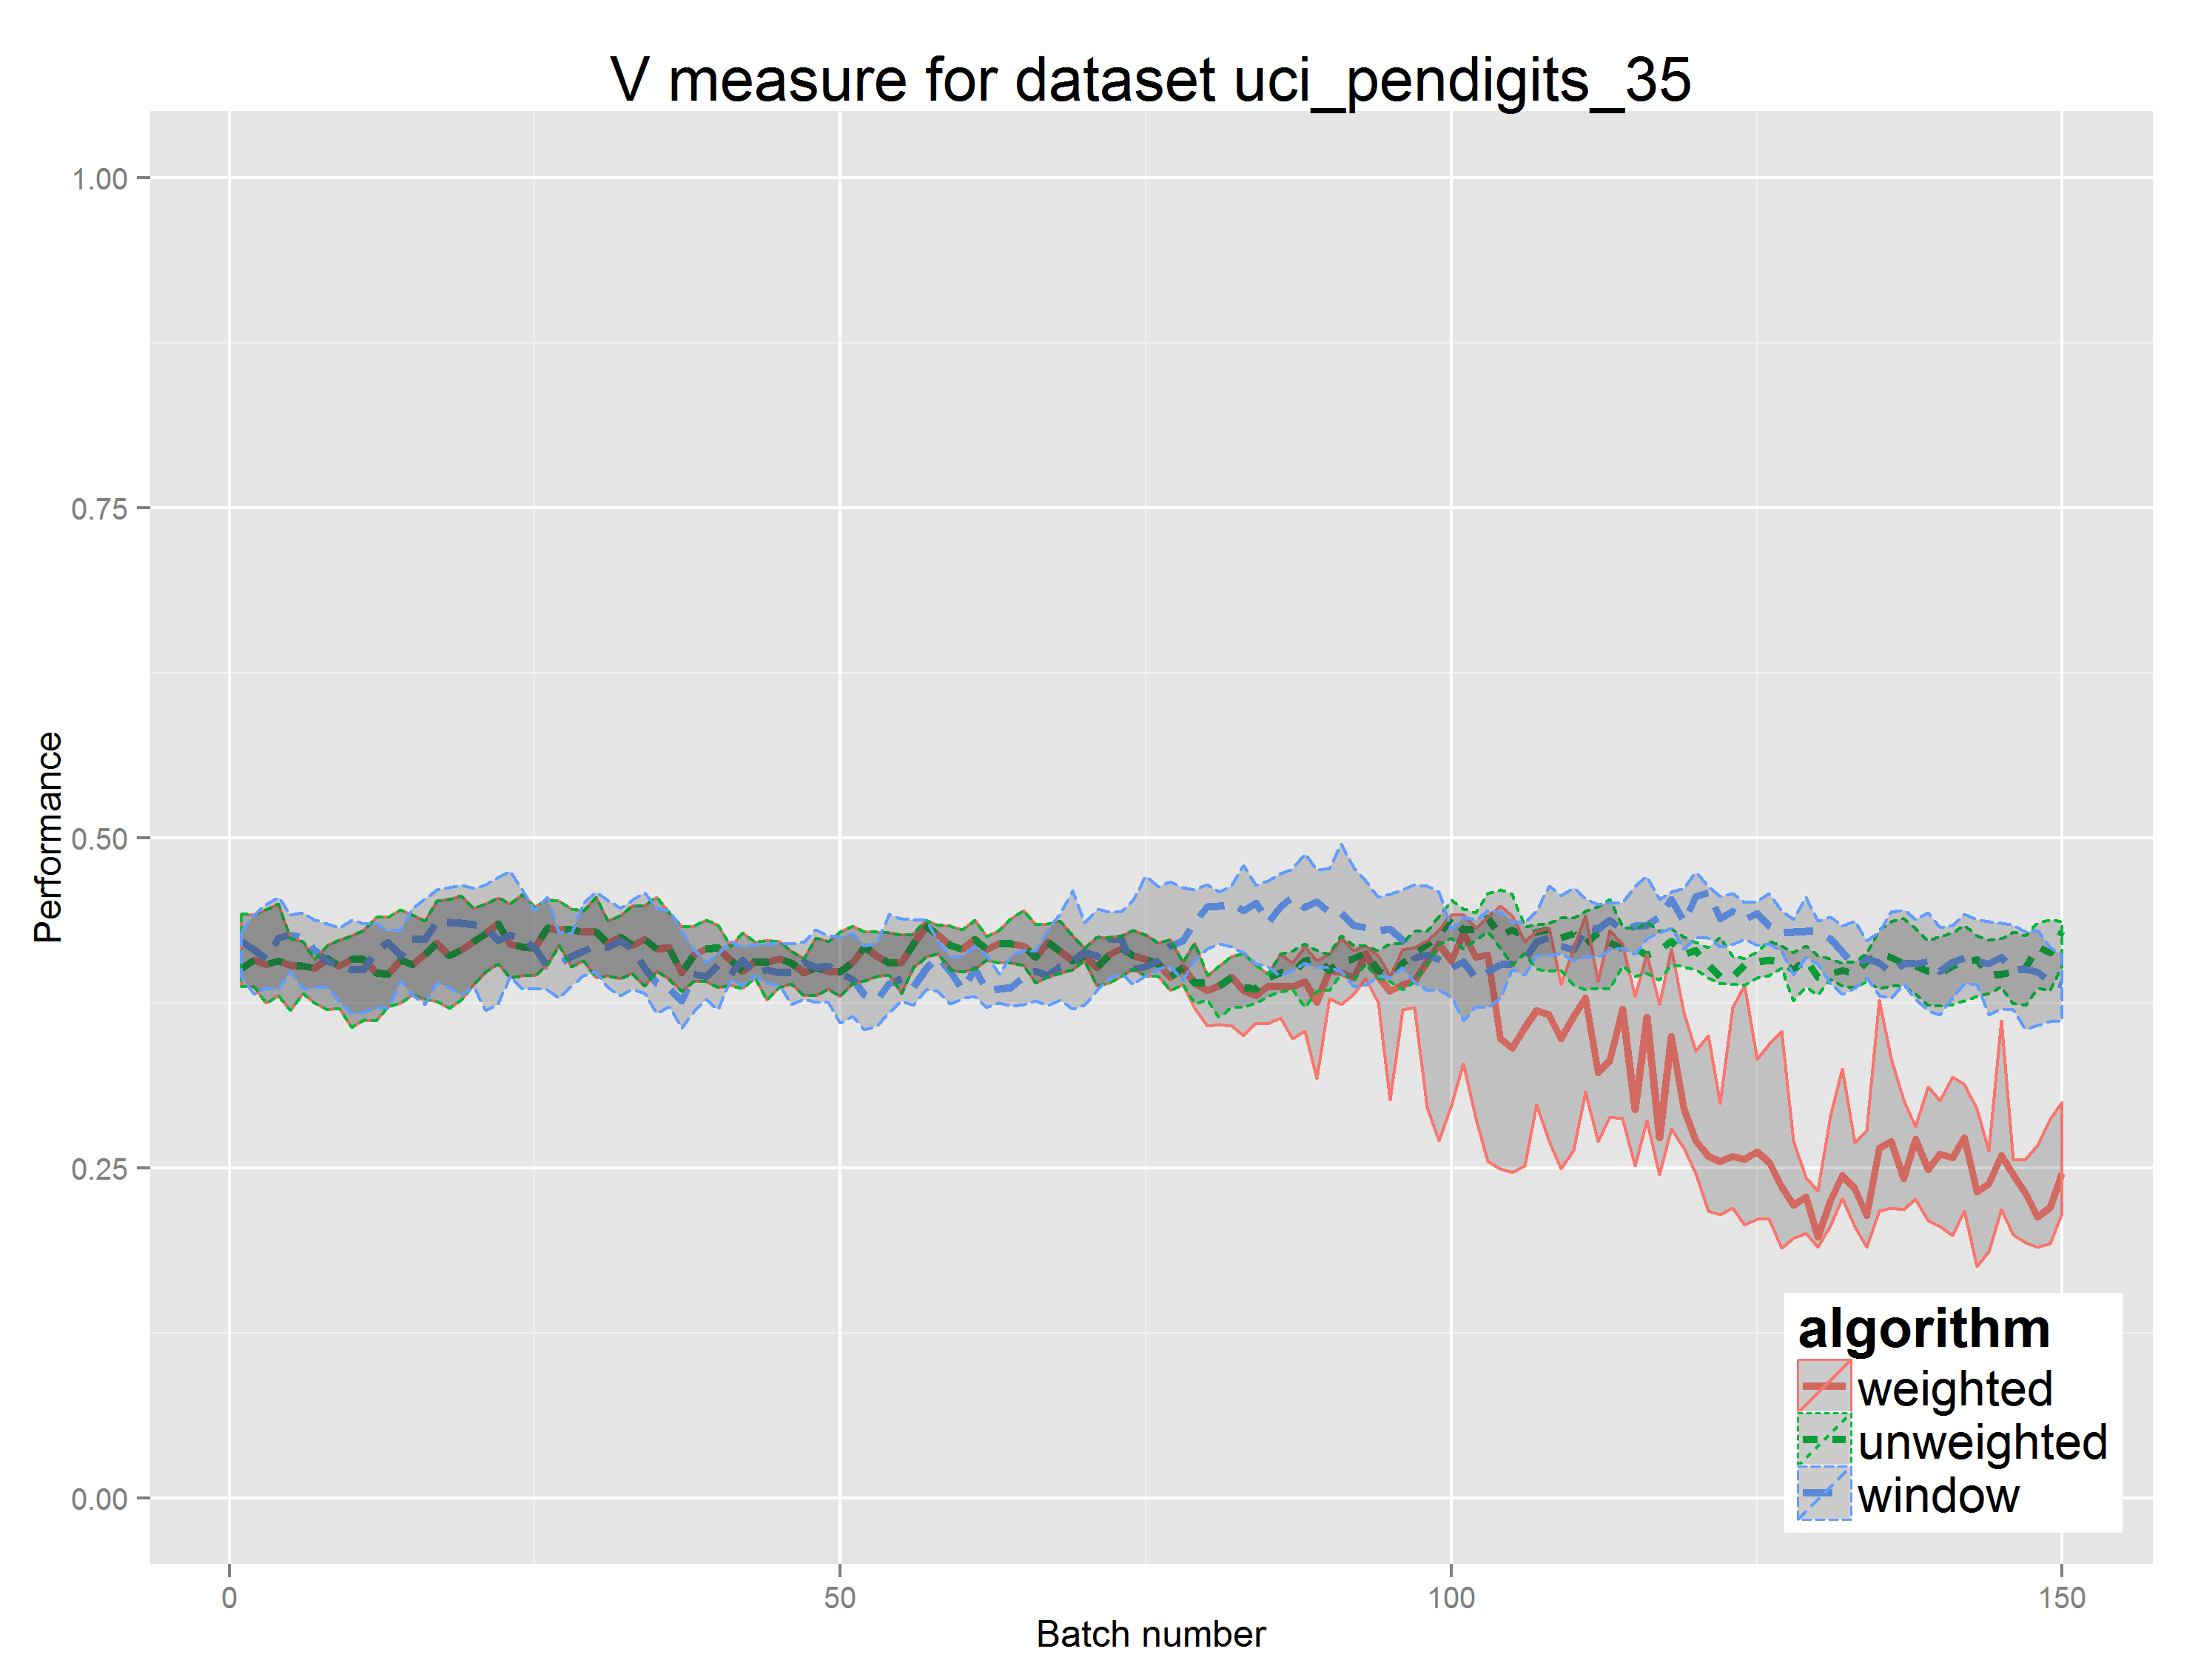 V measure for dataset uci_pendigits_35
1.00
0.75
0.50
0.25
0.00
Performance
0
50
100
150
Batch number
algorithm
weighted
unweighted
window